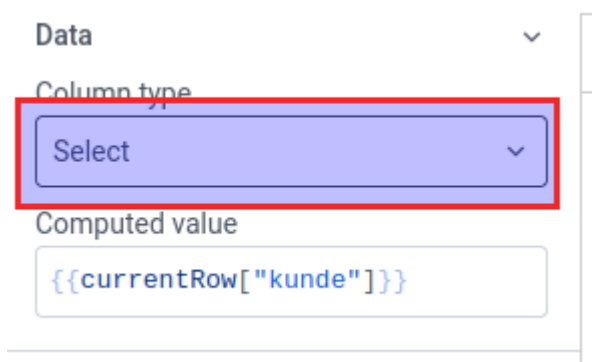 Data
Column type
Select
Computed value
{{currentRow["kunde"]}}